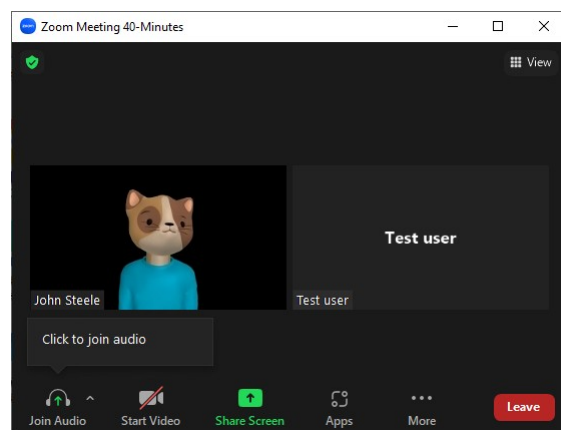 zoom
Zoom Meeting 40-Minutes
View
Test user
John Steele
Test user
Click to join audio
Join Audio
Start Video
Share Screen
Apps
More
Leave